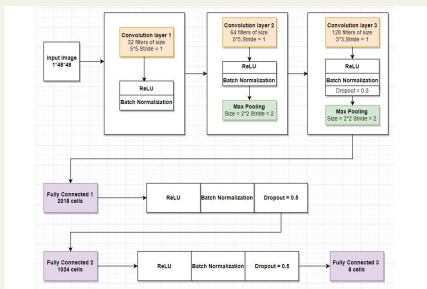 Input Image
1*48*48
Convolution layer 1
32 filters of size
5*5,Stride = 1
ReLU
Batch Normalization
Convolution layer 2
64 filters of size
5*5,Stride = 1
ReLU
Batch Normalization
Max Pooling
Size = 2*2 Stride = 2
Convolution layer 3
128 filters of size
3*3,Stride = 1
ReLU
Batch Normalization
Dropout = 0.3
Max Pooling
Size = 2*2 Stride = 2
Fully Connected 1
2018 cells
ReLU
Batch Normalization
Dropout = 0.5
Fully Connected 2
1024 cells
ReLU
Batch Normalization
Dropout = 0.5
Fully Connected 3
8 cells